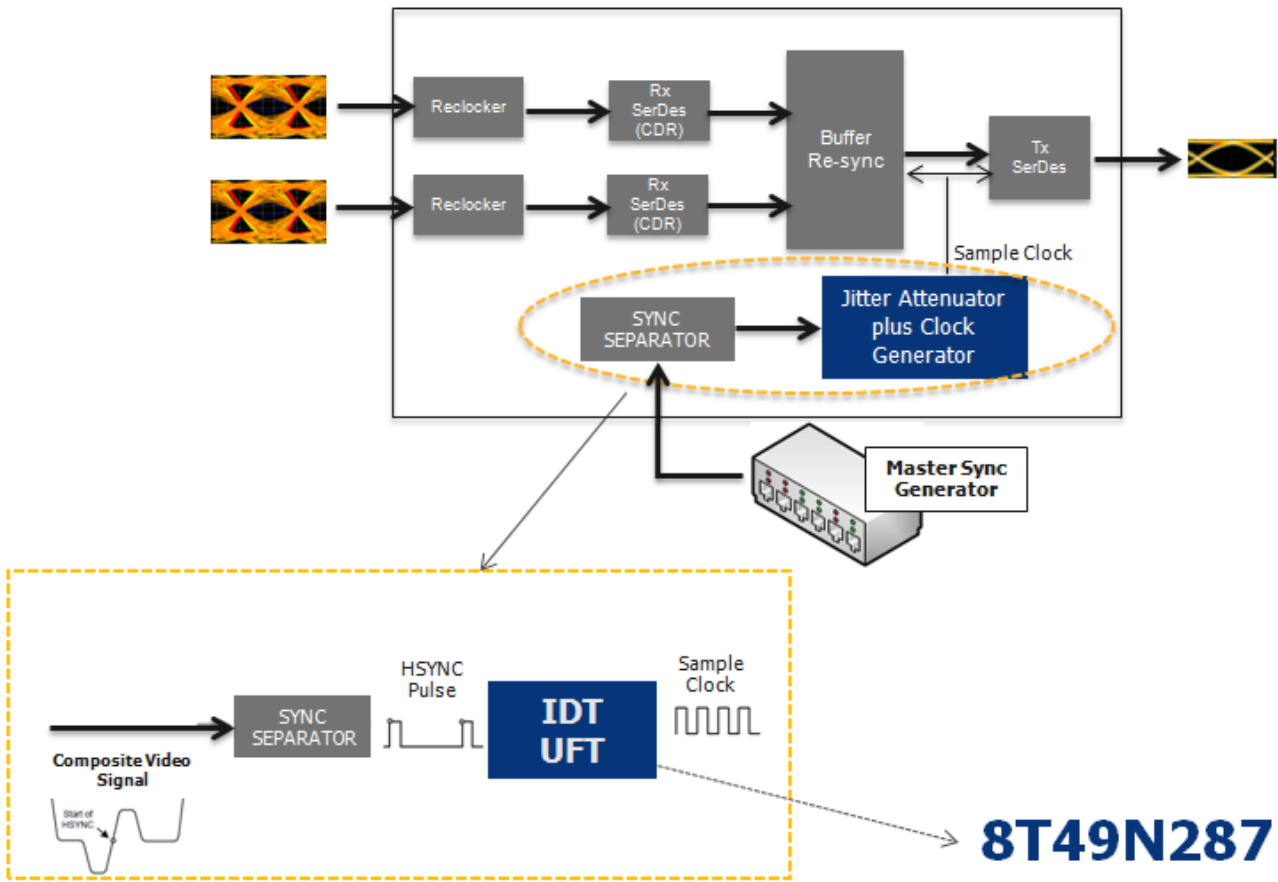 Reclocker
Rx
SerDes
(CDR)
Buffer
Re-sync
Tx
SerDes
Reclocker
Rx
SerDes
(CDR)
Sample Clock
SYNC
SEPARATOR
Jitter Attenuator
plus Clock
Generator
Master Sync
Generator
HSYNC
Pulse
Sample
Clock
SYNC
SEPARATOR
IDT
UFT
Composite Video
Signal
Start of
HSYNC
8T49N287